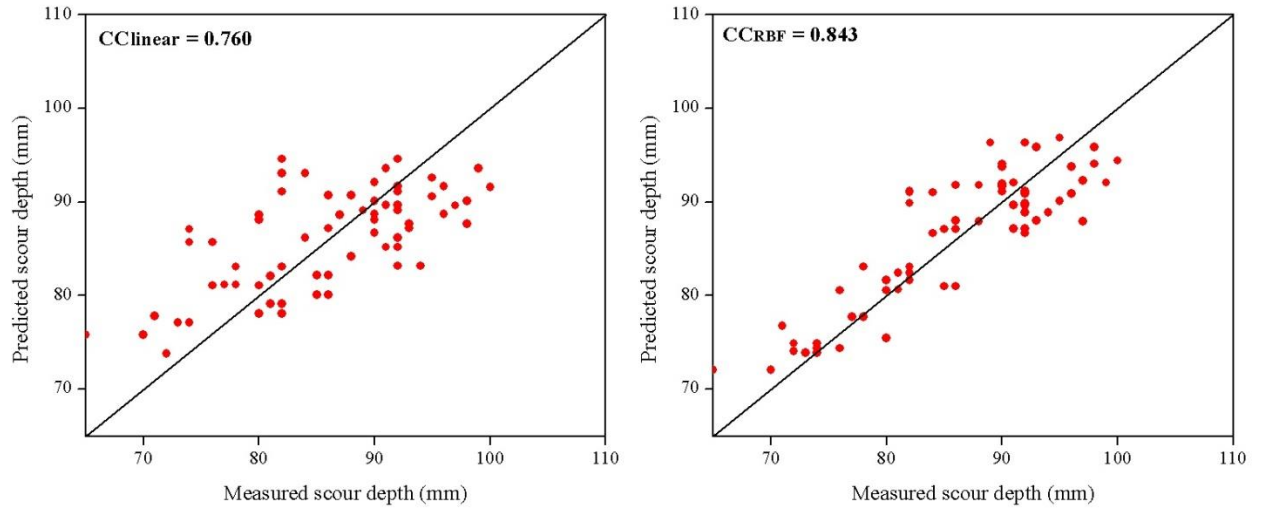 110
CClinear = 0.760
100
90
80
70
70 80 90 100 110
Predicted scour depth (mm)
Measured scour depth (mm)
110
CCRBF = 0.843
100
90
80
70
70 80 90 100 110
Predicted scour depth (mm)
Measured scour depth (mm)